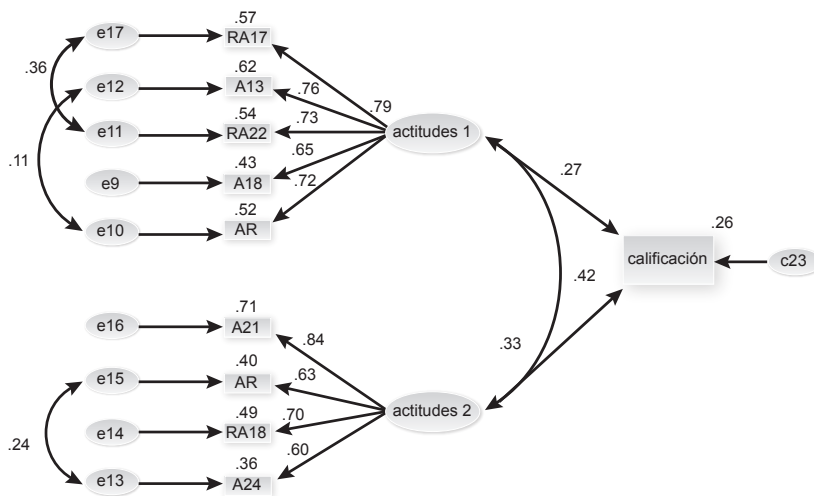 .57
e17
RA17
.36
.62
e12
A13
.76
.79
.54
.73
e11
RA22
actitudes 1
.65
.11
.43
e9
A18
.72
.27
.52
e10
AR
.26
calificación
c23
.42
.71
e16
A21
.84
.33
.40
.63
e15
AR
.49
.70
actitudes 2
e14
RA18
.24
.60
.36
e13
A24